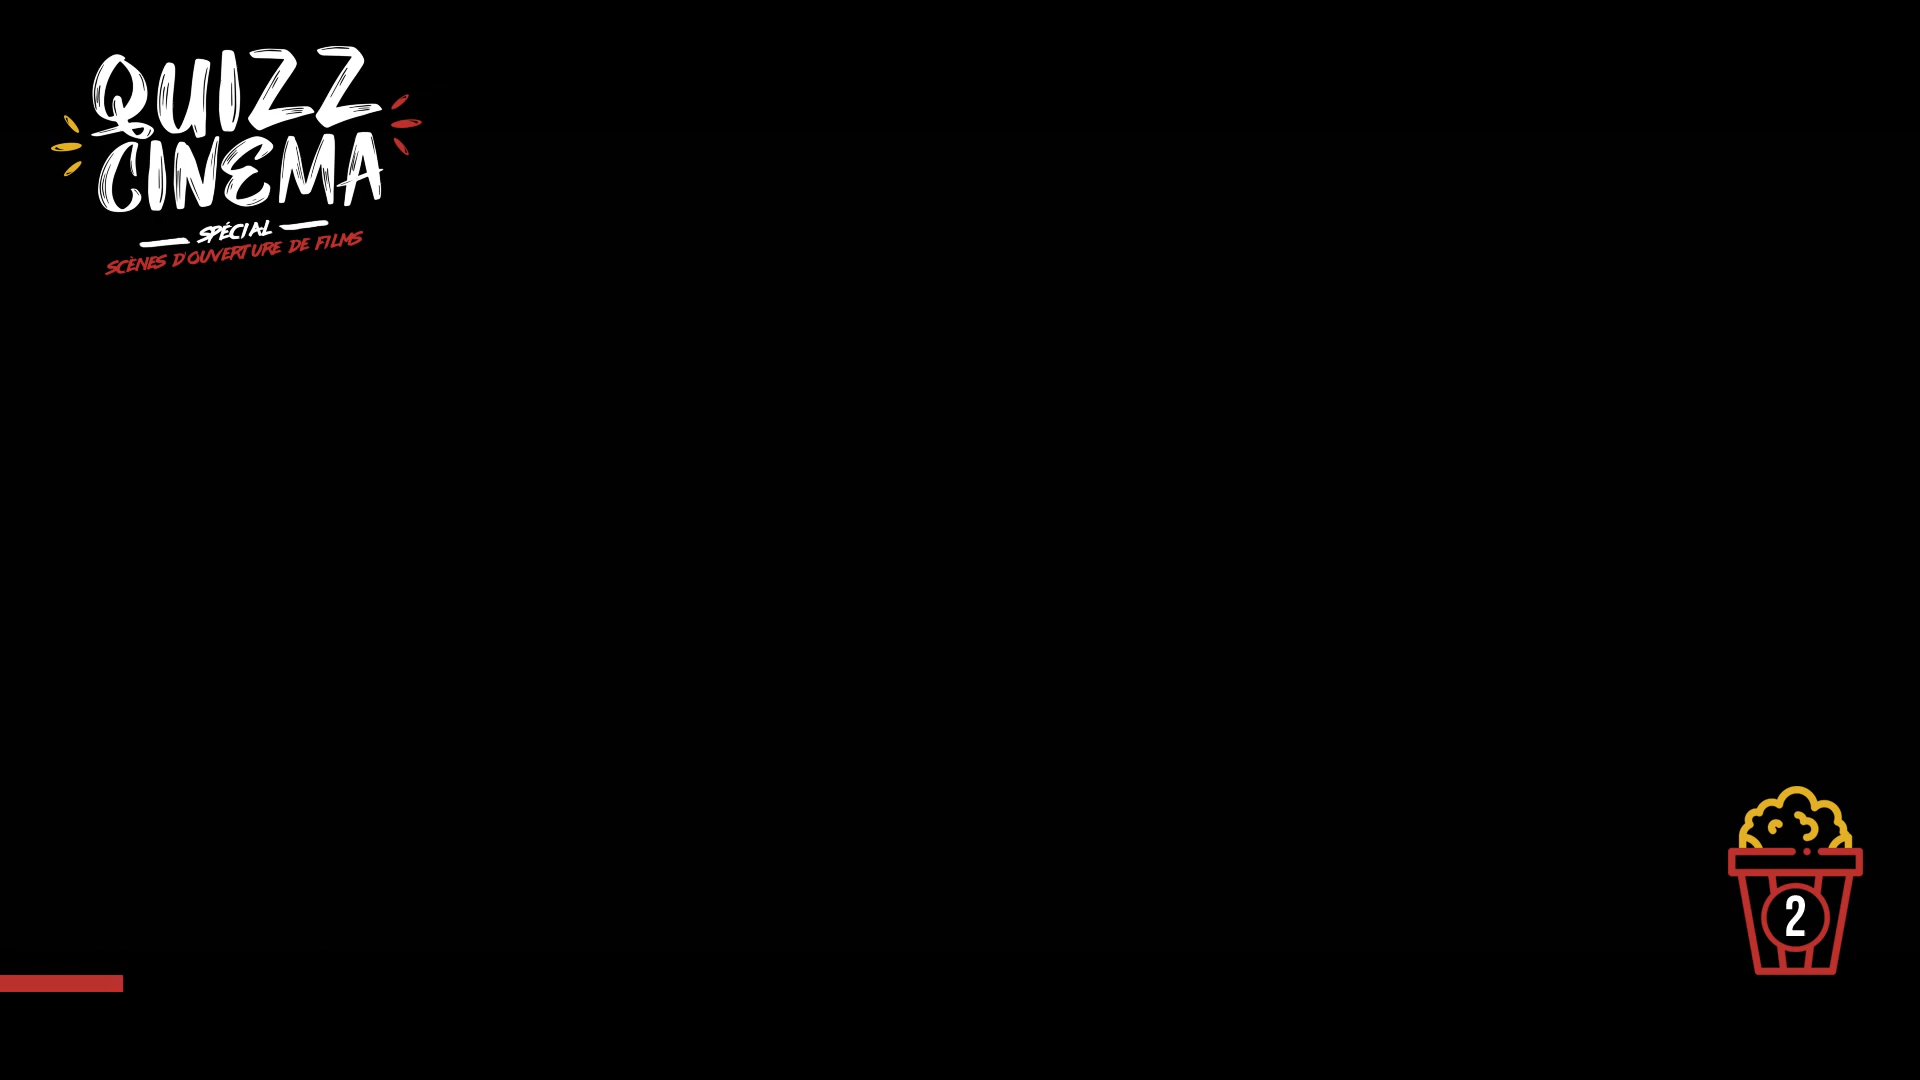 QUIZZ
CINEMA
SPÉCIAL
SCÈNES D'OUVERTURE DE FILMS
2